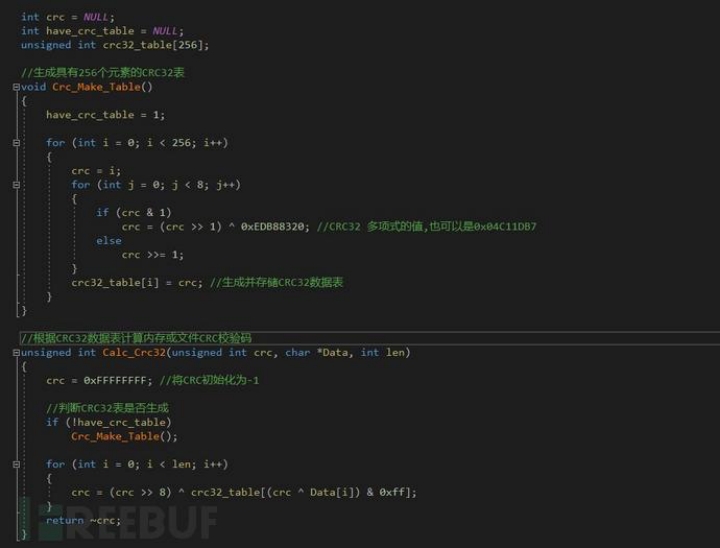 int crc = NULL;
int have_crc_table = NULL;
unsigned int crc32_table[256];
//生成具有256个元素的CRC32表
void Crc_Make_Table()
{
have_crc_table = 1;
for (int i = 0; i < 256; i++)
{
crc = i;
for (int j = 0; j < 8; j++)
{
if (crc & 1)
crc = (crc >> 1) ^ 0xEDB88320; //CRC32 多项式的值,也可以是0x04C11DB7
else
crc >>= 1;
}
crc32_table[i] = crc; //生成并存储CRC32数据表
}
}
//根据CRC32数据表计算内存或文件CRC校验码
unsigned int Calc_Crc32(unsigned int crc, char *Data, int len)
{
crc = 0xFFFFFFFF; //将CRC初始化为-1
//判断CRC32表是否生成
if (!have_crc_table)
Crc_Make_Table();
for (int i = 0; i < len; i++)
{
crc = (crc >> 8) ^ crc32_table[(crc ^ Data[i]) & 0xff];
}
return ~crc;
}
REEBUF